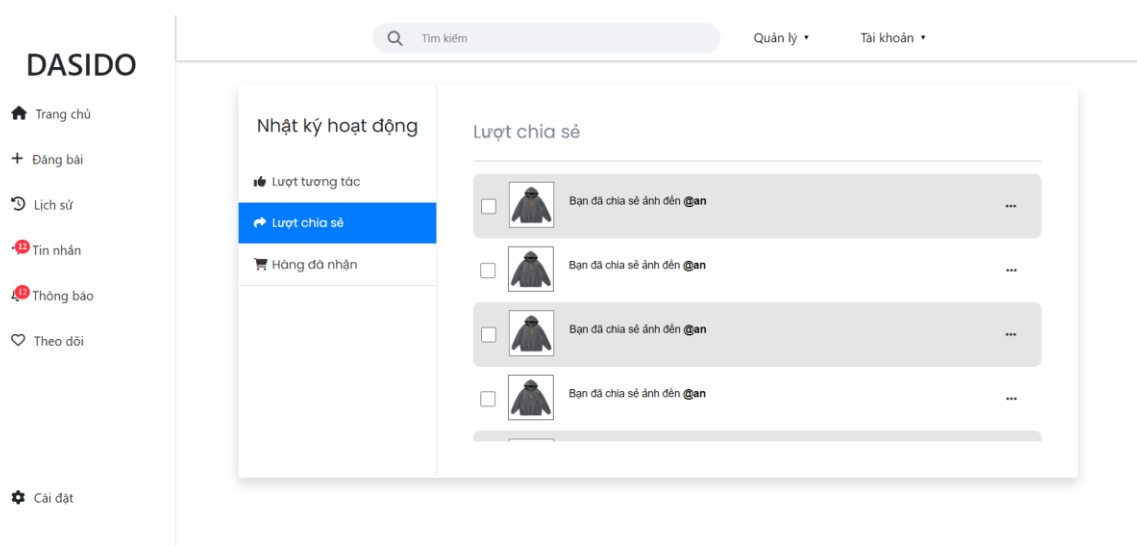 DASIDO
Trang chủ
Đăng bài
Lịch sử
12 Tin nhắn
12 Thông báo
Theo dõi
Cài đặt
Tìm kiếm
Quản lý
Tài khoản
Nhật ký hoạt động
Lượt tương tác
Lượt chia sẻ
Hàng đã nhận
Lượt chia sẻ
Bạn đã chia sẻ ảnh đến @an
Bạn đã chia sẻ ảnh đến @an
Bạn đã chia sẻ ảnh đến @an
Bạn đã chia sẻ ảnh đến @an